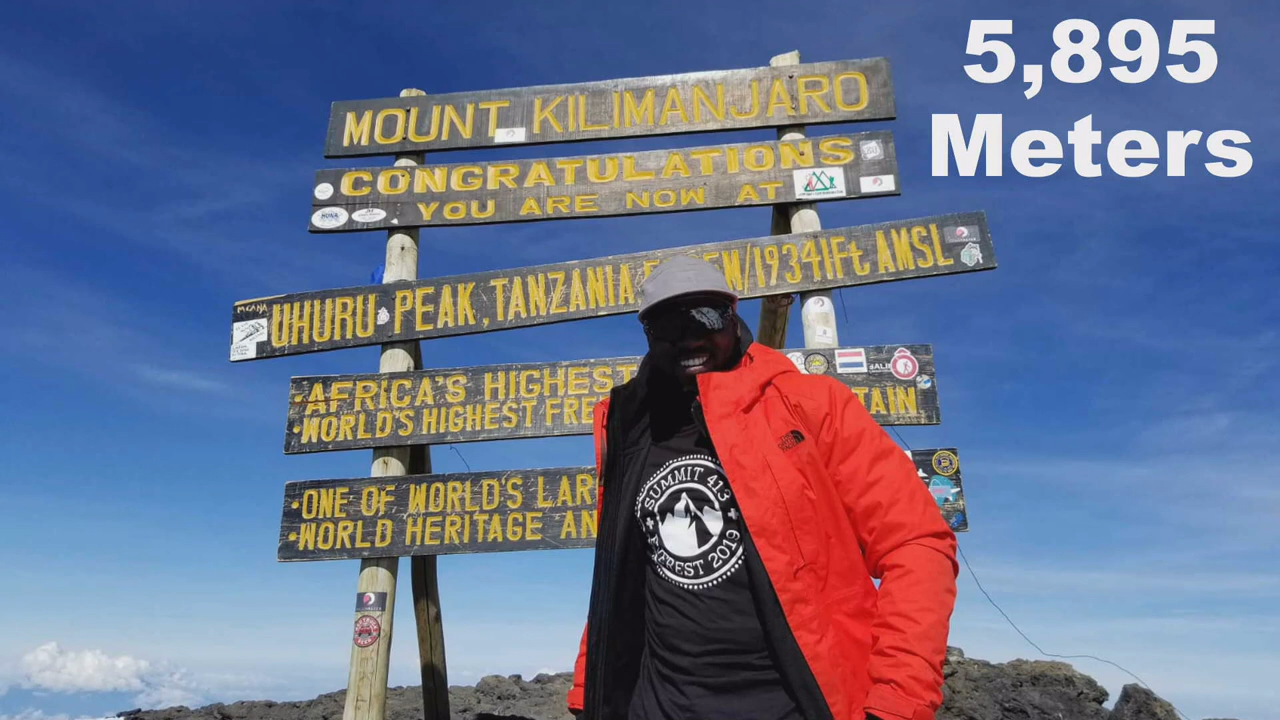 5,895
Meters
MOUNT KILIMANJARO
CONGRATULATIONS
YOU ARE NOW AT
UHURU PEAK, TANZANIA M/19341Ft AMSL
AFRICA'S HIGHEST
•WORLD'S HIGHEST FRE TAIN
•ONE OF WORLD'S LAR
•WORLD HERITAGE AN
THE NORTH FACE
SUMMIT 413
EVEREST 2019